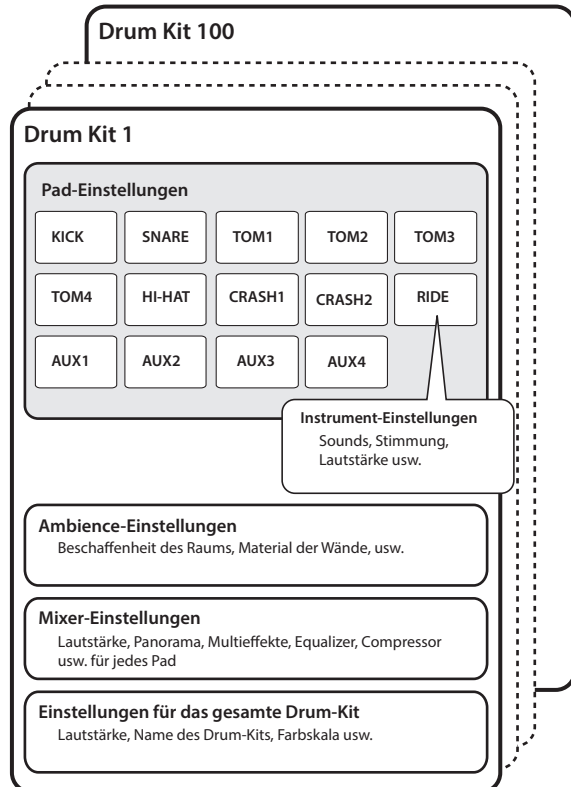 Drum Kit 100
Drum Kit 1
Pad-Einstellungen
KICK SNARE TOM1 TOM2 TOM3
TOM4 HI-HAT CRASH1 CRASH2 RIDE
AUX1 AUX2 AUX3 AUX4
Instrument-Einstellungen
Sounds, Stimmung,
Lautstärke usw.
Ambience-Einstellungen
Beschaffenheit des Raums, Material der Wände, usw.
Mixer-Einstellungen
Lautstärke, Panorama, Multieffekte, Equalizer, Compressor
usw. für jedes Pad
Einstellungen für das gesamte Drum-Kit
Lautstärke, Name des Drum-Kits, Farbskala usw.